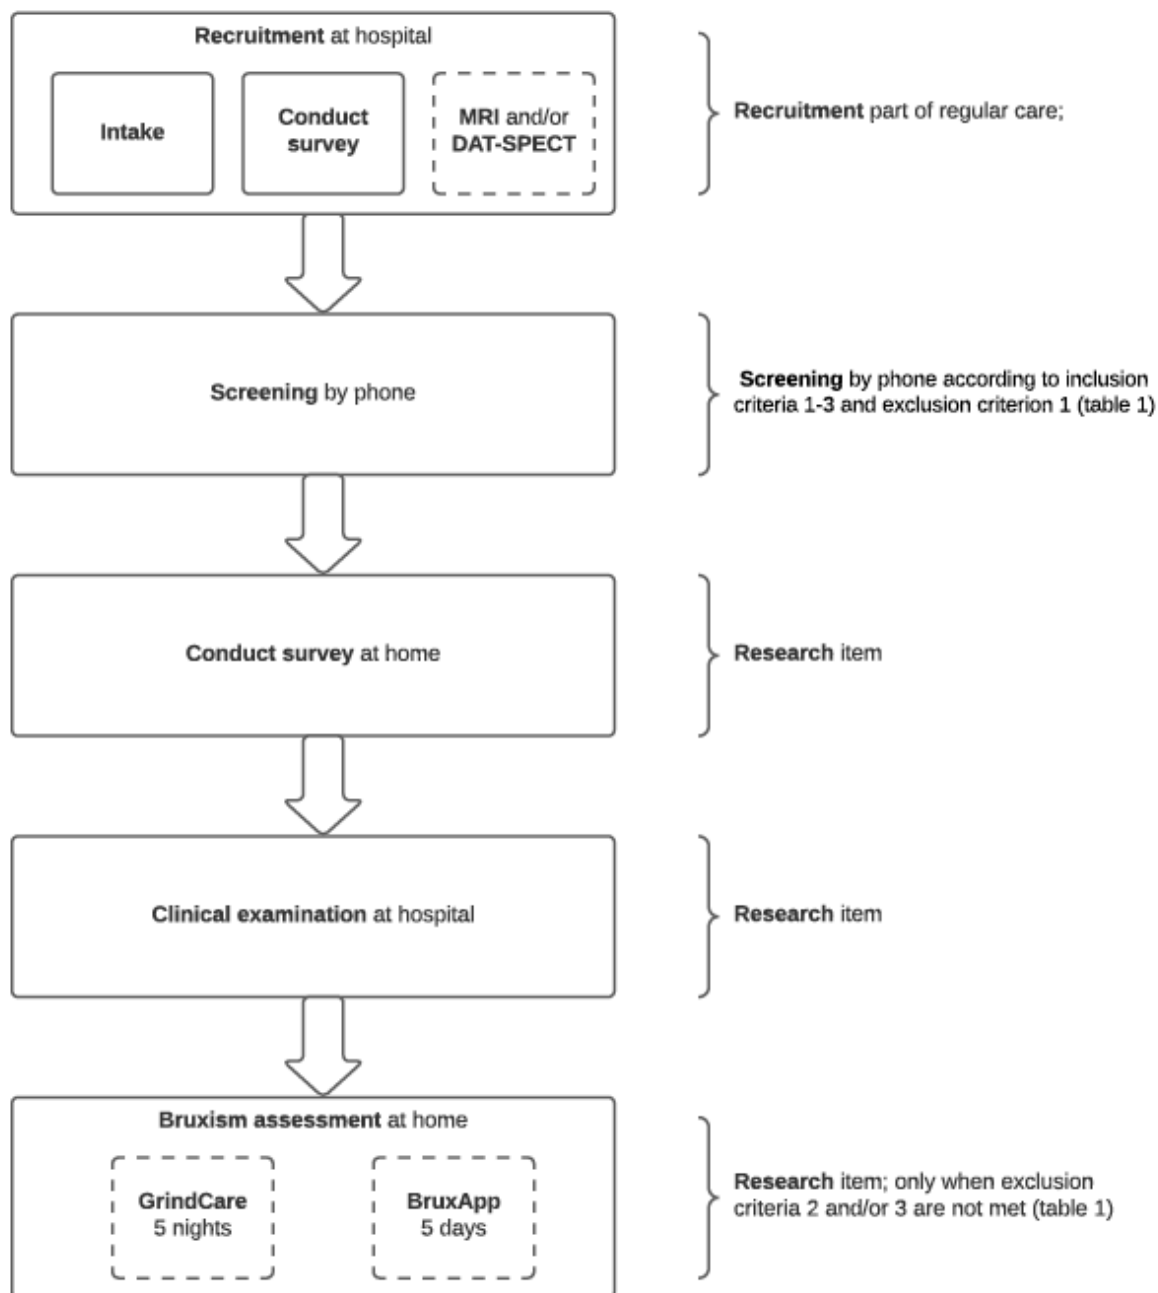 Recruitment at hospital
Intake
Conduct
survey
MRI and/or
DAT-SPECT
Recruitment part of regular care;
Screening by phone
Screening by phone according to inclusion
criteria 1-3 and exclusion criterion 1 (table 1)
Conduct survey at home
Research item
Clinical examination at hospital
Research item
Bruxism assessment at home
GrindCare
5 nights
BruxApp
5 days
Research item; only when exclusion
criteria 2 and/or 3 are not met (table 1)